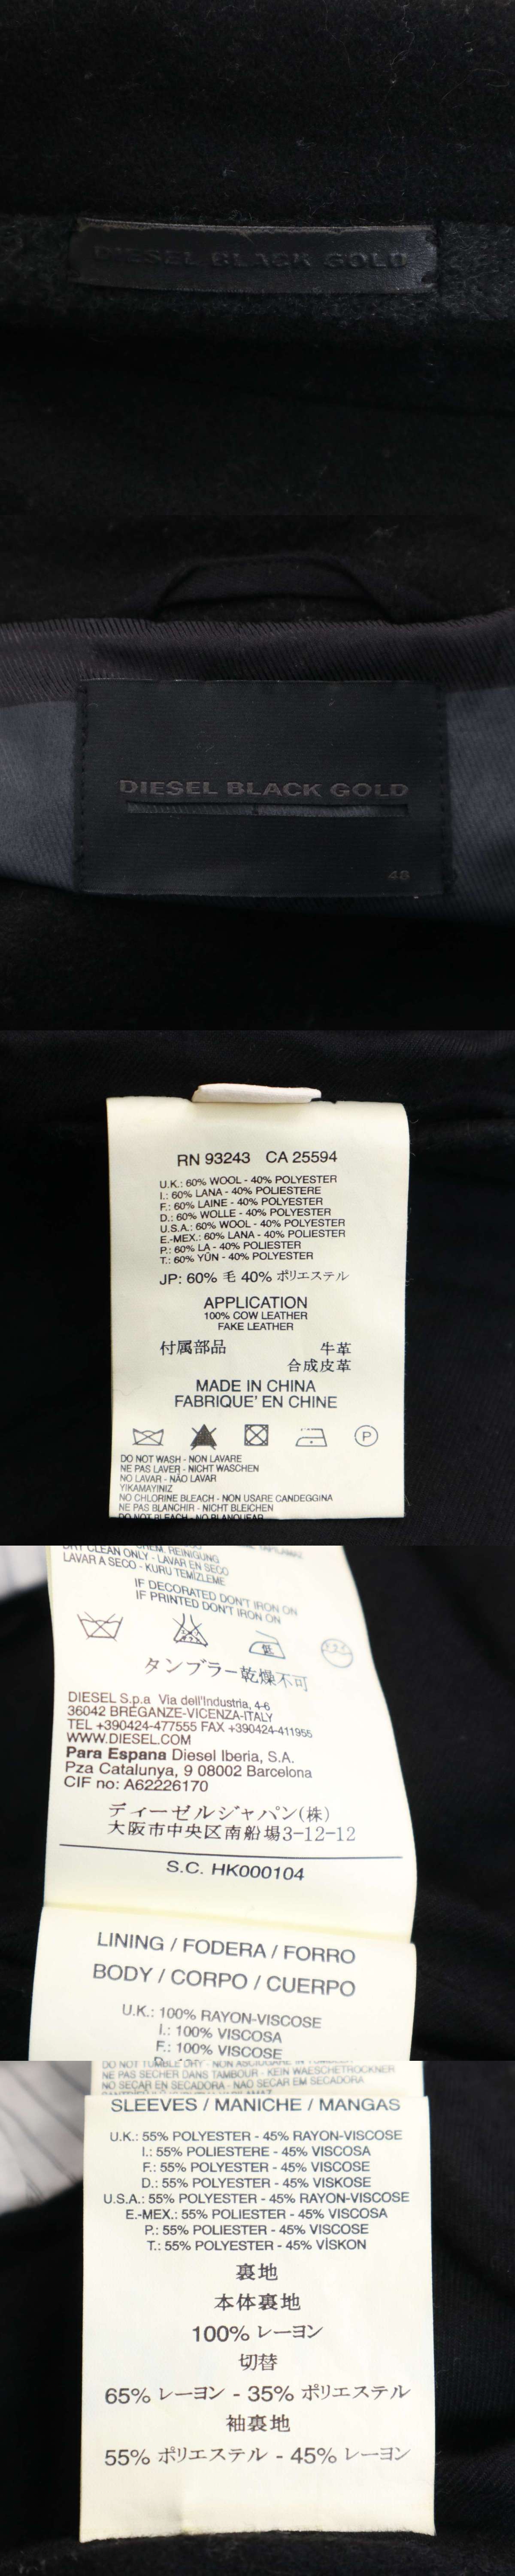 DIESEL BLACK GOLD
DIESEL BLACK GOLD
48
RN 93243 CA 25594
U.K.: 60% WOOL - 40% POLYESTER
I.: 60% LANA - 40% POLIESTERE
F.: 60% LAINE - 40% POLYESTER
D.: 60% WOLLE - 40% POLYESTER
U.S.A.: 60% WOOL - 40% POLYESTER
E.-MEX.: 60% LANA - 40% POLIESTER
P.: 60% LA - 40% POLIESTER
T.: 60% YÜN - 40% POLYESTER
JP: 60% 毛 40% ポリエステル
APPLICATION
100% COW LEATHER
FAKE LEATHER
付属部品 牛革
合成皮革
MADE IN CHINA
FABRIQUE' EN CHINE
P
DO NOT WASH - NON LAVARE
NE PAS LAVER - NICHT WASCHEN
NO LAVAR - NÃO LAVAR
YIKAMAYINIZ
NO CHLORINE BLEACH - NON USARE CANDEGGINA
NE PAS BLANCHIR - NICHT BLEICHEN
DO NOT BLEACH - NO BLANQUEAR
DRY CLEAN ONLY - LAVAR EN SECO
LAVAR A SECO - KURU TEMIZLEME
IF DECORATED DON'T IRON ON
IF PRINTED DON'T IRON ON
低
タンブラー乾燥不可
DIESEL S.p.a Via dell'Industria, 4-6
36042 BREGANZE-VICENZA-ITALY
TEL +390424-477555 FAX +390424-411955
WWW.DIESEL.COM
Para Espana Diesel Iberia, S.A.
Pza Catalunya, 9 08002 Barcelona
CIF no: A62226170
ディーゼルジャパン(株)
大阪市中央区南船場3-12-12
S.C. HK000104
LINING / FODERA / FORRO
BODY / CORPO / CUERPO
U.K.: 100% RAYON-VISCOSE
I.: 100% VISCOSA
F.: 100% VISCOSE
DO NOT TUMBLE DRY - NON ASCIUGARE IN TUMBLER
NE PAS SECHER DANS TAMBOUR - KEIN WAESCHETROCKNER
NO SECAR EN SECADORA - NAO SECAR EM SECADORA
SLEEVES / MANICHE / MANGAS
U.K.: 55% POLYESTER - 45% RAYON-VISCOSE
I.: 55% POLIESTERE - 45% VISCOSA
F.: 55% POLYESTER - 45% VISCOSE
D.: 55% POLYESTER - 45% VISKOSE
U.S.A.: 55% POLYESTER - 45% RAYON-VISCOSE
E.-MEX.: 55% POLIESTER - 45% VISCOSA
P.: 55% POLIESTER - 45% VISCOSE
T.: 55% POLYESTER - 45% VİSKON
裏地
本体裏地
100% レーヨン
切替
65% レーヨン - 35% ポリエステル
袖裏地
55% ポリエステル - 45% レーヨン